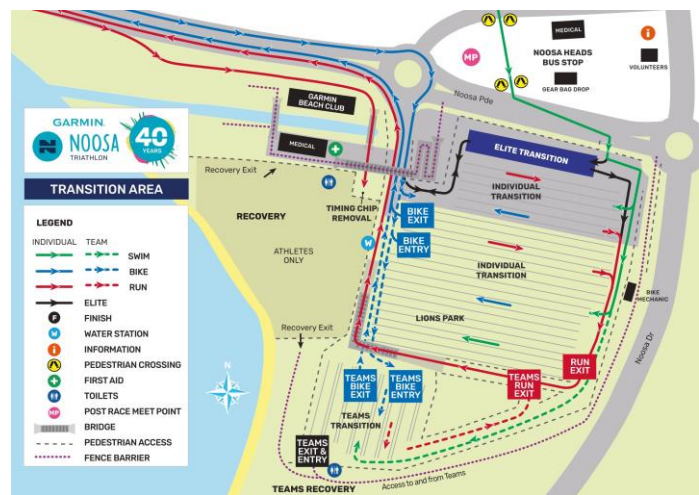 MEDICAL
MP
NOOSA HEADS
BUS STOP
i
VOLUNTEERS
GEAR BAG DROP
Noosa Pde
GARMIN
BEACH CLUB
MEDICAL
ELITE TRANSITION
GARMIN
N
NOOSA
TRIATHLON
40
YEARS
TRANSITION AREA
LEGEND
INDIVIDUAL TEAM
SWIM
BIKE
RUN
ELITE
F FINISH
W WATER STATION
i INFORMATION
PEDESTRIAN CROSSING
FIRST AID
TOILETS
MP POST RACE MEET POINT
BRIDGE
PEDESTRIAN ACCESS
FENCE BARRIER
Recovery Exit
RECOVERY
TIMING CHIP
REMOVAL
ATHLETES
ONLY
W
BIKE
EXIT
BIKE
ENTRY
INDIVIDUAL
TRANSITION
INDIVIDUAL
TRANSITION
BIKE
MECHANIC
LIONS PARK
Noosa Dr
Recovery Exit
N
TEAMS
BIKE
EXIT
TEAMS
BIKE
ENTRY
TEAMS
RUN
EXIT
RUN
EXIT
TEAMS
TRANSITION
TEAMS
EXIT &
ENTRY
TEAMS RECOVERY
Access to and from Teams